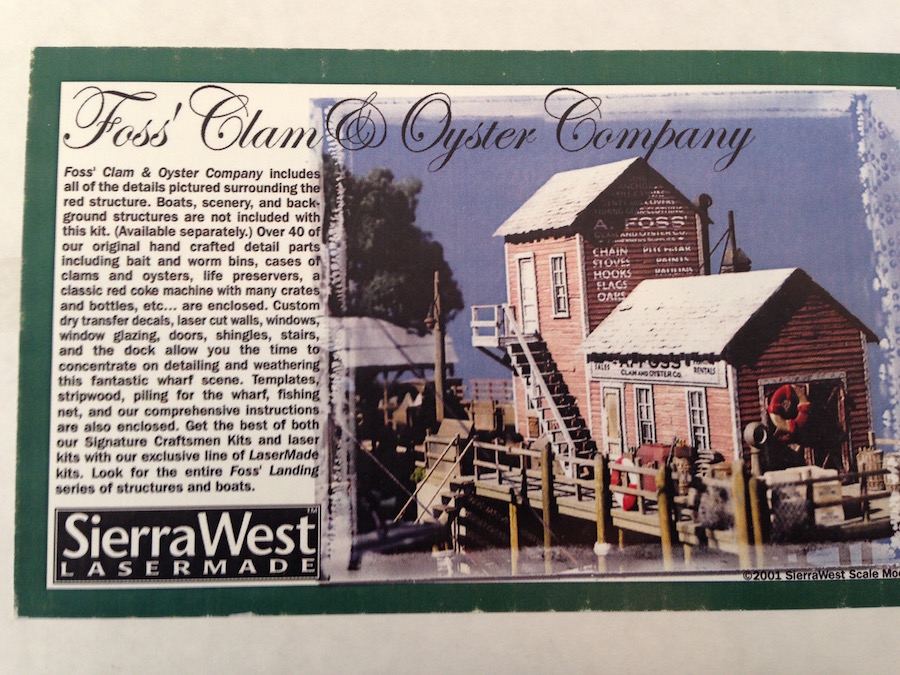 Foss' Clam & Oyster Company
Foss' Clam & Oyster Company includes
all of the details pictured surrounding the
red structure. Boats, scenery, and back-
ground structures are not included with
this kit. (Available separately.) Over 40 of
our original hand crafted detail parts
including bait and worm bins, cases of
clams and oysters, life preservers, a
classic red coke machine with many crates
and bottles, etc... are enclosed. Custom
dry transfer decals, laser cut walls, windows,
window glazing, doors, shingles, stairs,
and the dock allow you the time to
concentrate on detailing and weathering
this fantastic wharf scene. Templates,
stripwood, piling for the wharf, fishing
net, and our comprehensive instructions
are also enclosed. Get the best of both
our Signature Craftsmen Kits and laser
kits with our exclusive line of LaserMade
kits. Look for the entire Foss' Landing
series of structures and boats.
SierraWest™
LASERMADE
A. FOSS
CLAM AND OYSTER CO.
CHAIN
STOVES
HOOKS
FLAGS
OARS
PAINTS
SALES A. FOSS RENTALS
CLAM AND OYSTER CO.
©2001 SierraWest Scale